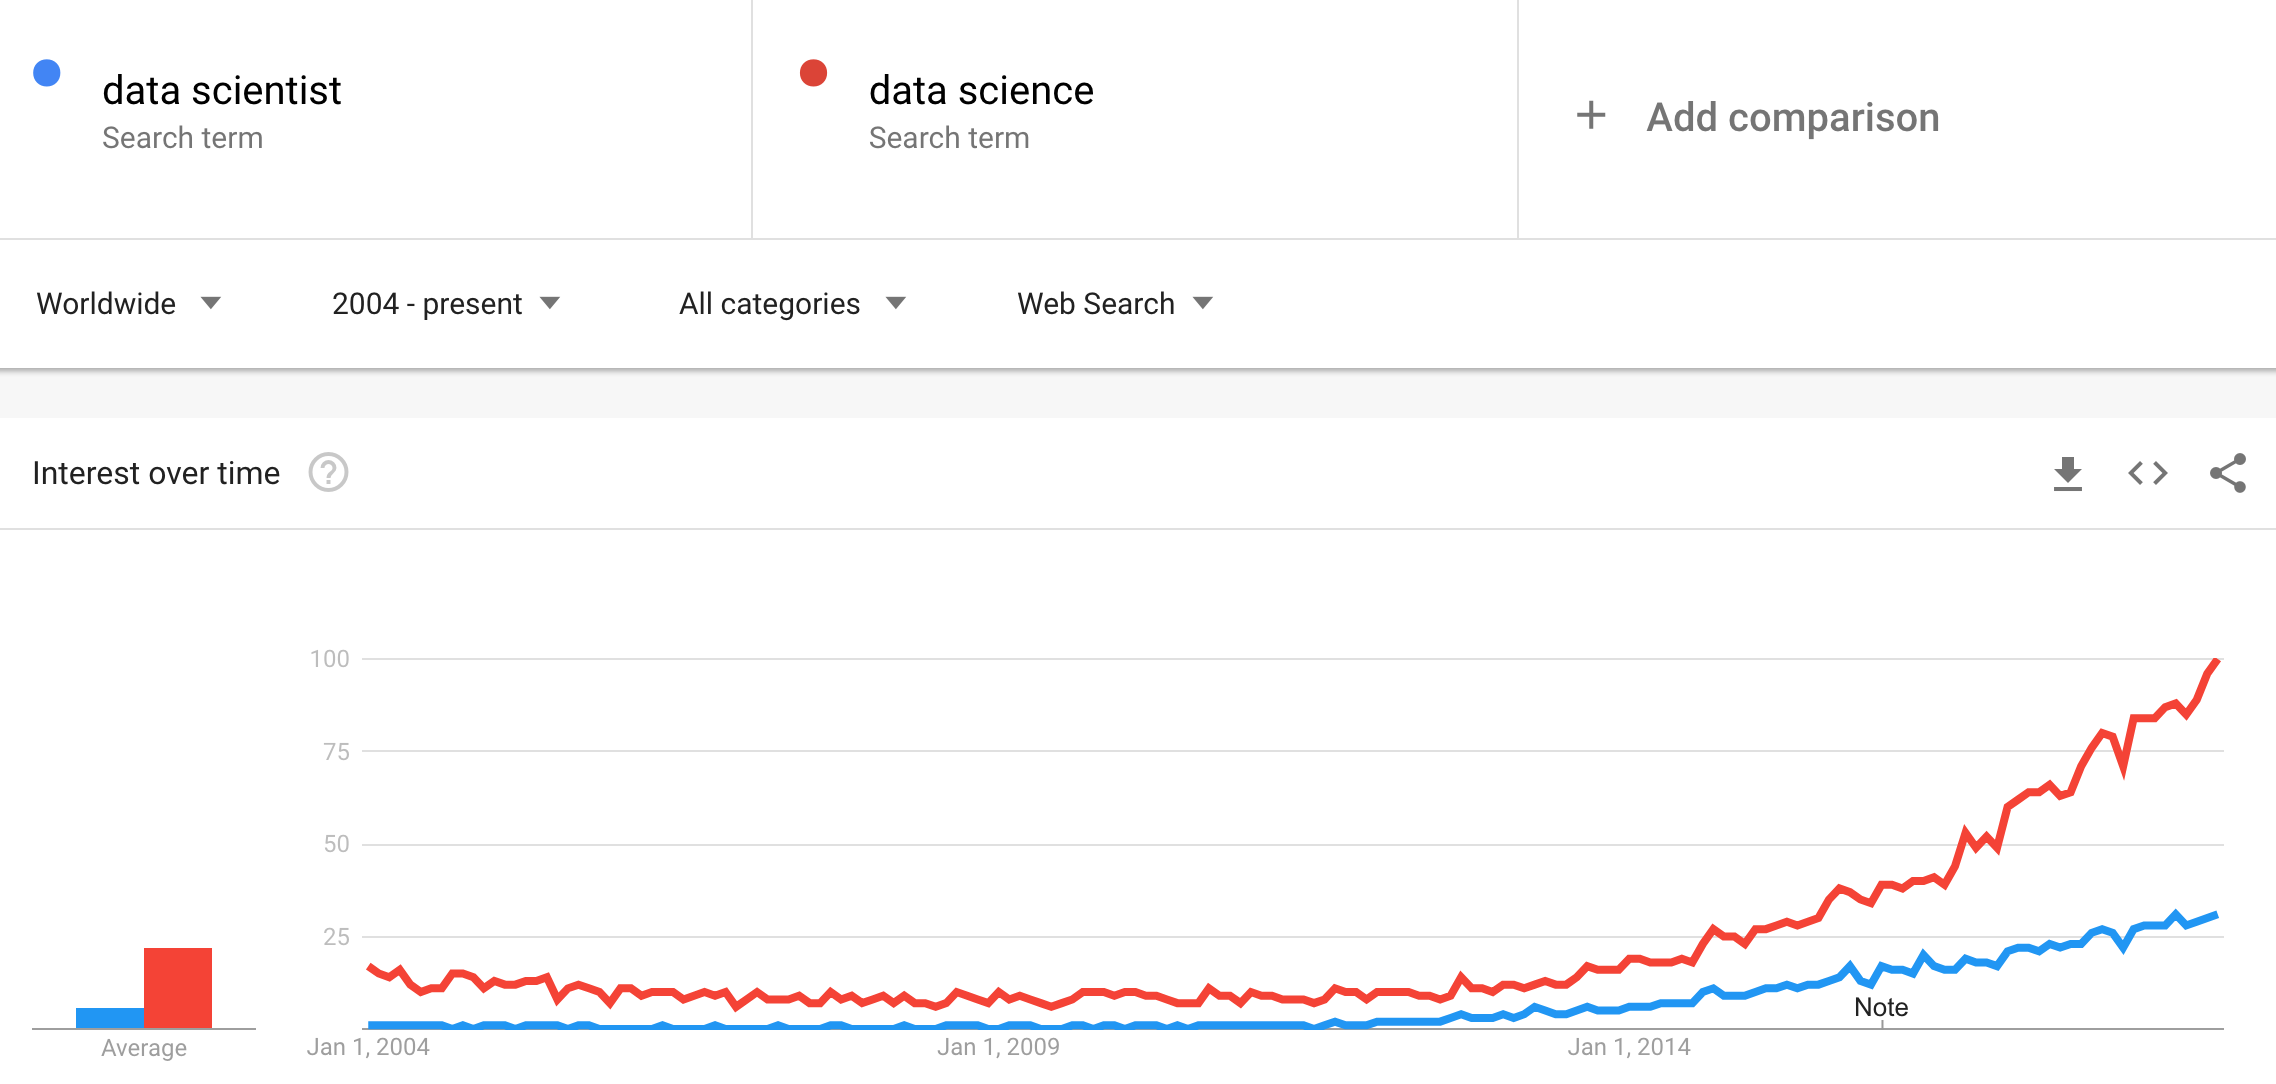 data scientist
Search term
data science
Search term
+ Add comparison
Worldwide
2004 - present
All categories
Web Search
Interest over time ?
100
75
50
25
Note
Average
Jan 1, 2004
Jan 1, 2009
Jan 1, 2014